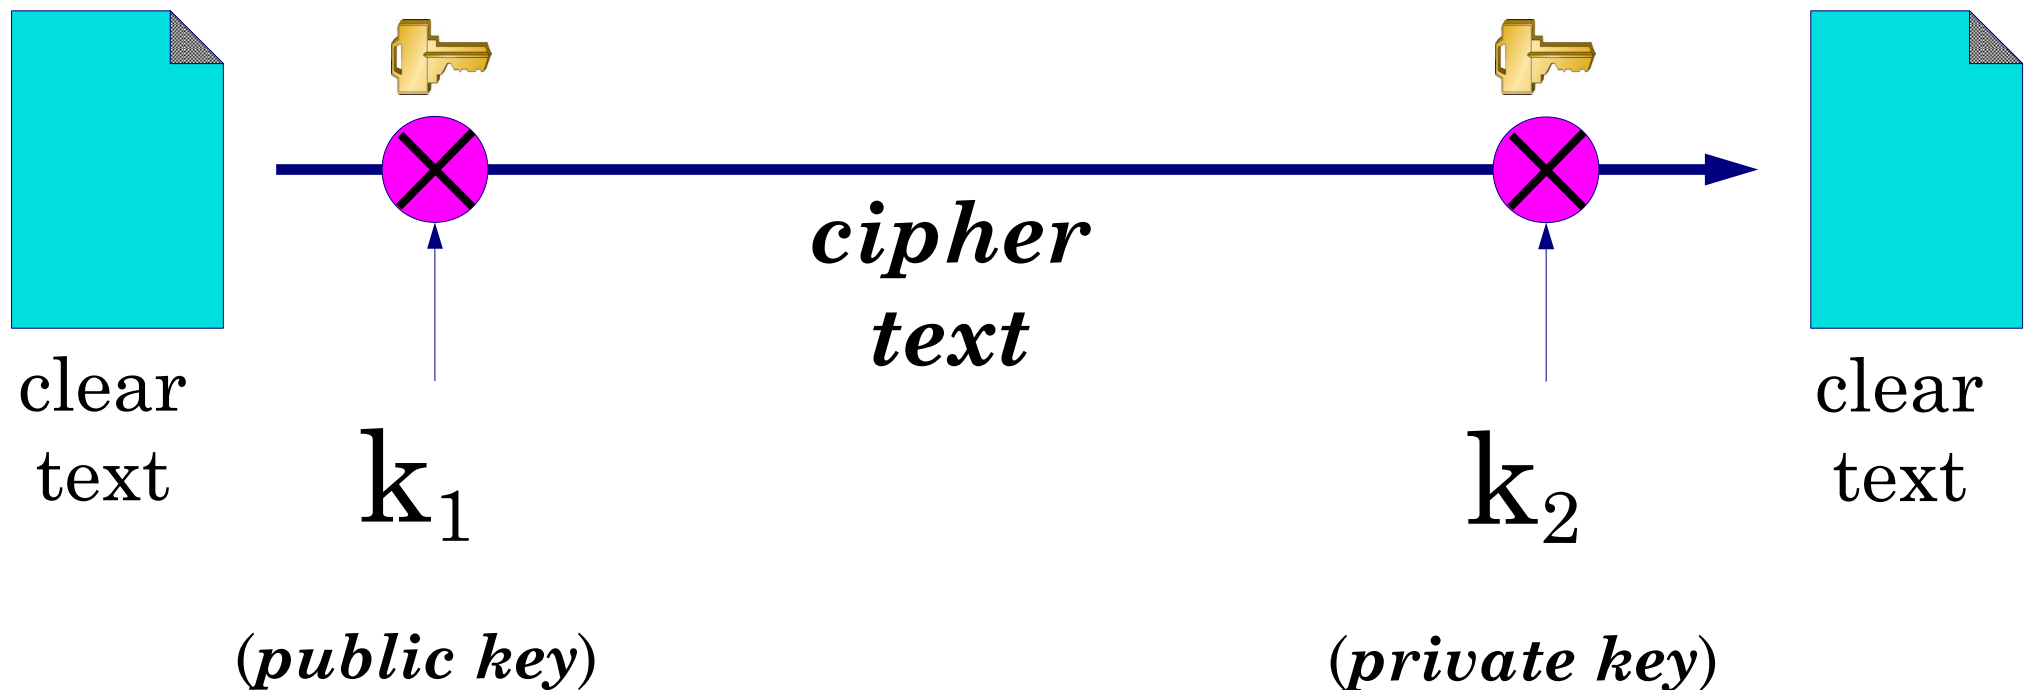 cipher
text
clear
text
k1
k2
clear
text
(public key)
(private key)